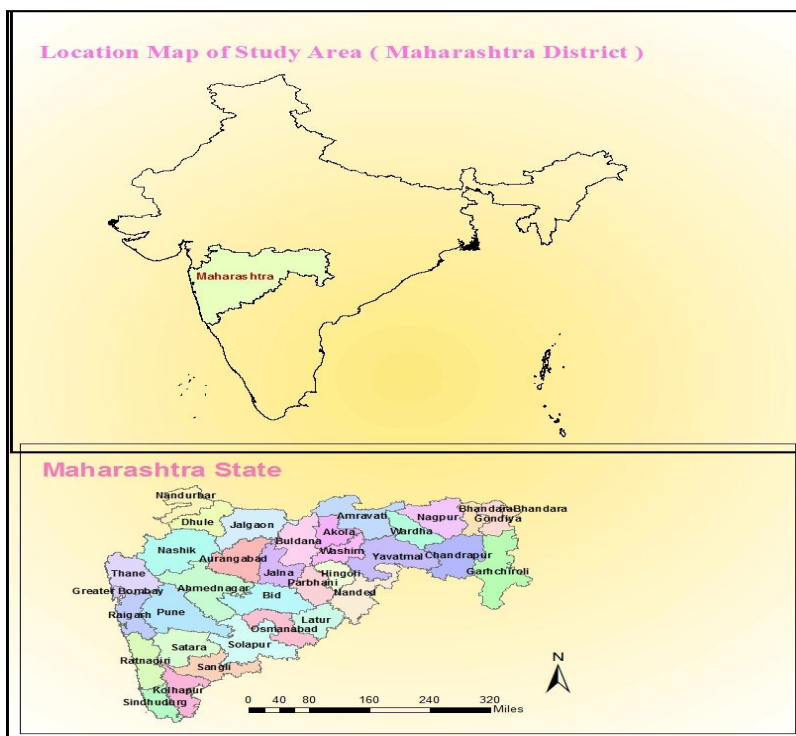 Location Map of Study Area ( Maharashtra District )
Maharashtra
Maharashtra State
Nandurbar
Dhule
Jalgaon
Buldana
Akola
Amravati
Wardha
Nagpur
Bhandara
Bhandara
Gondiya
Nashik
Aurangabad
Jalna
Washim
Yavatmal
Chandrapur
Garhchiroli
Thane
Greater Bombay
Ahmednagar
Bid
Parbhani
Hingoli
Nanded
Raigarh
Pune
Latur
Osmanabad
Ratnagiri
Satara
Solapur
Sangli
Kolhapur
Sindhudurg
N
0 40 80 160 240 320
Miles